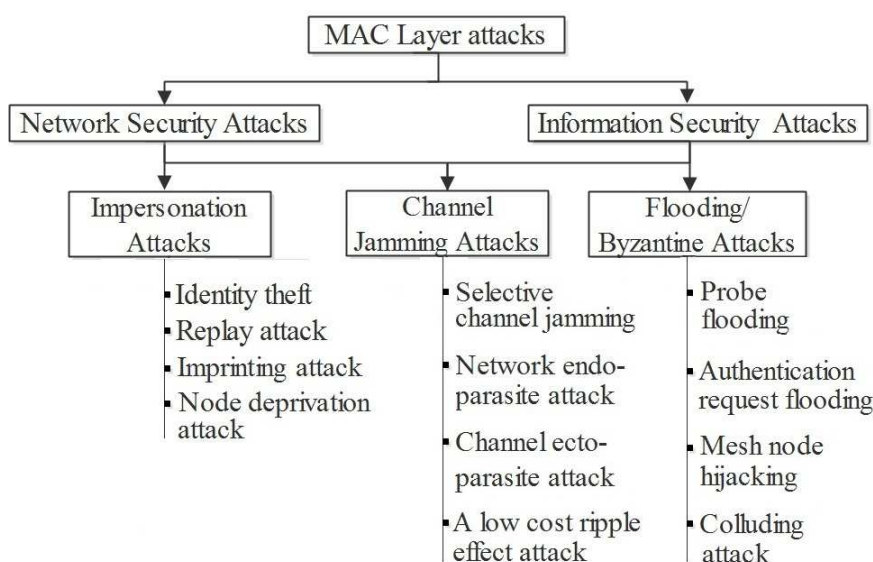 MAC Layer attacks
Network Security Attacks
Information Security Attacks
Impersonation
Attacks
Channel
Jamming Attacks
Flooding/
Byzantine Attacks
Identity theft
Replay attack
Imprinting attack
Node deprivation
attack
Selective
channel jamming
Network endo-
parasite attack
Channel ecto-
parasite attack
A low cost ripple
effect attack
Probe
flooding
Authentication
request flooding
Mesh node
hijacking
Colluding
attack